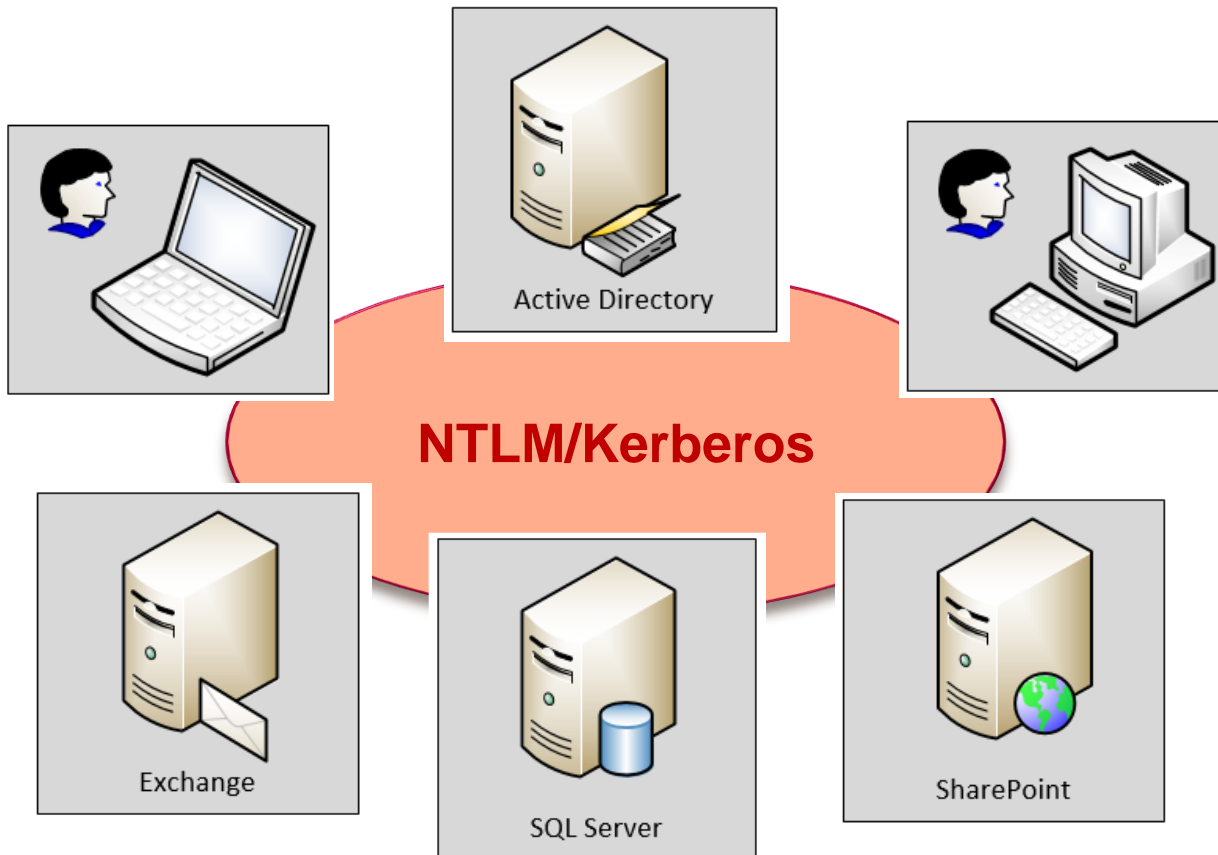 Active Directory
NTLM/Kerberos
Exchange
SQL Server
SharePoint